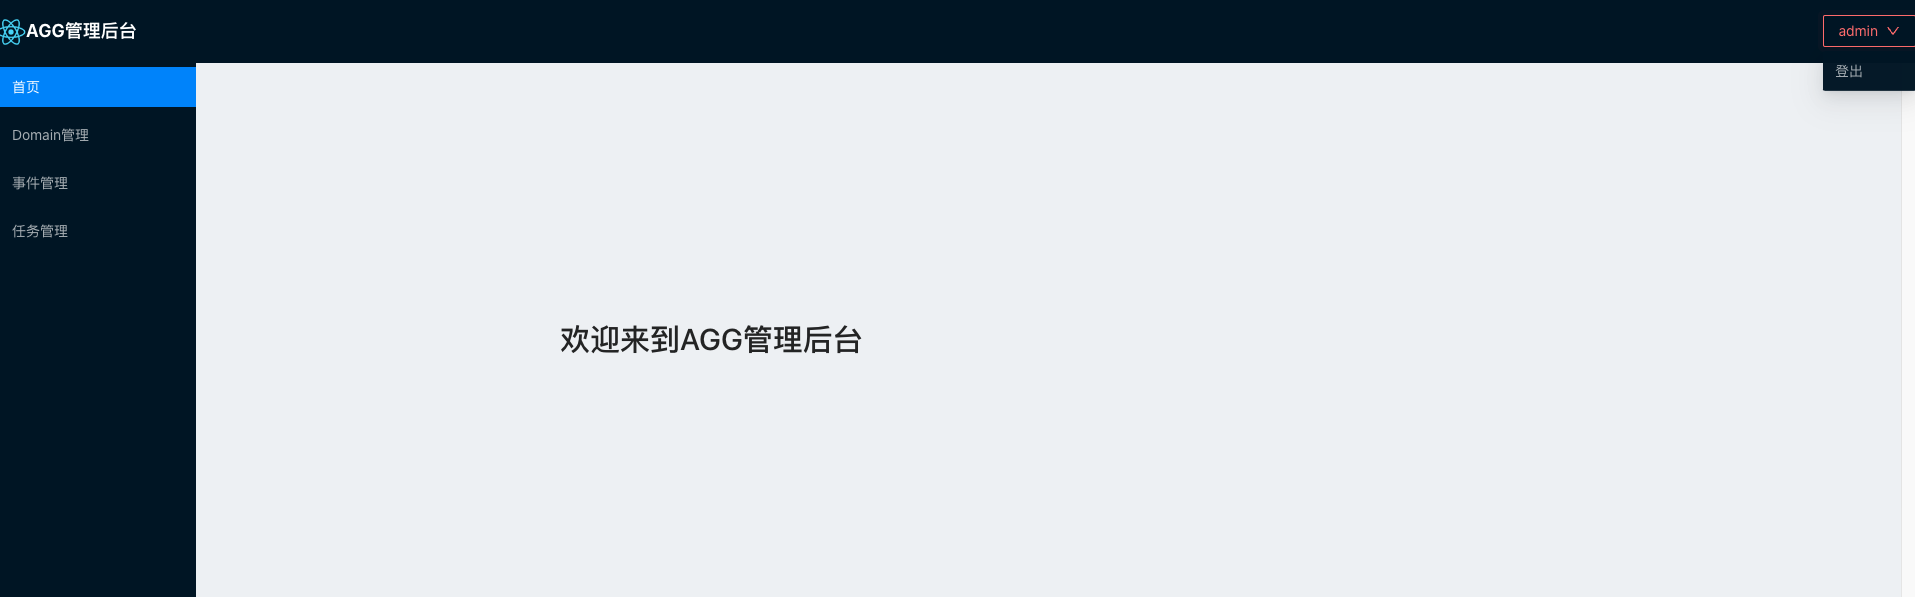 AGG管理后台
admin
登出
首页
Domain管理
事件管理
任务管理
欢迎来到AGG管理后台